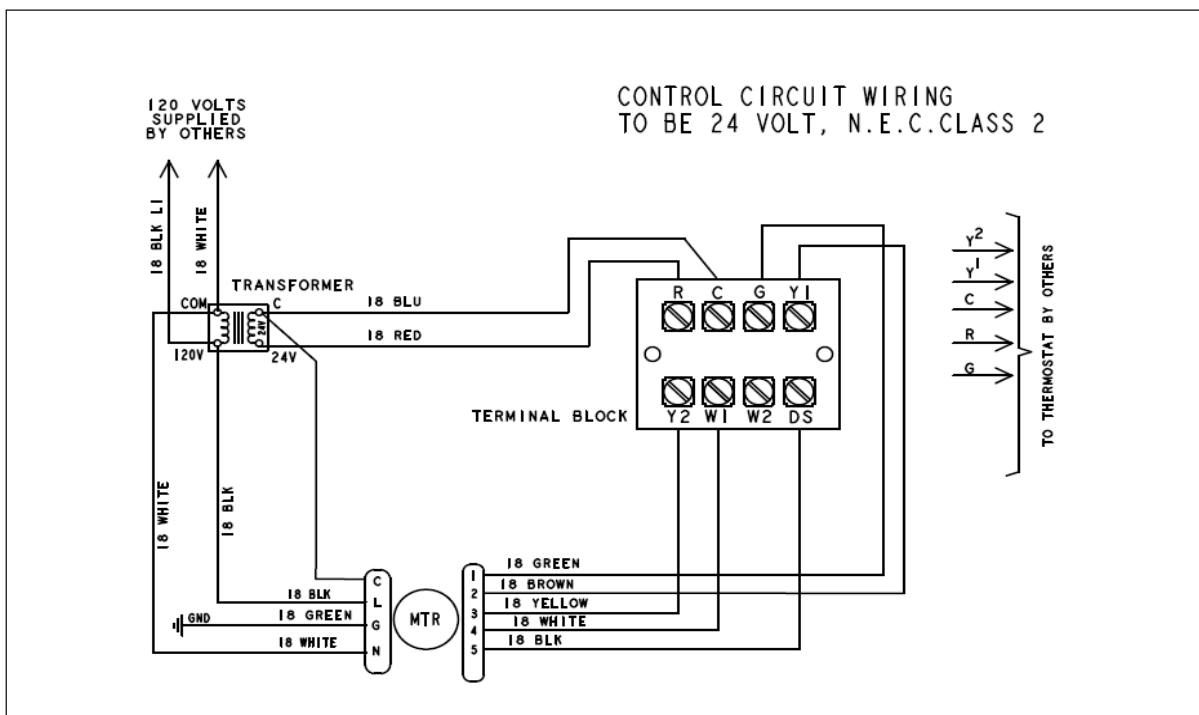 120 VOLTS
SUPPLIED
BY OTHERS
CONTROL CIRCUIT WIRING
TO BE 24 VOLT, N.E.C.CLASS 2
18 BLK L1
18 WHITE
TRANSFORMER
COM
C
24V
120V
24V
18 BLU
18 RED
R C G Y1
TERMINAL BLOCK
Y2 W1 W2 DS
Y2
Y1
C
R
G
TO THERMOSTAT BY OTHERS
18 WHITE
18 BLK
18 BLK
GND
18 GREEN
18 WHITE
C
L
G
N
MTR
1
2
3
4
5
18 GREEN
18 BROWN
18 YELLOW
18 WHITE
18 BLK